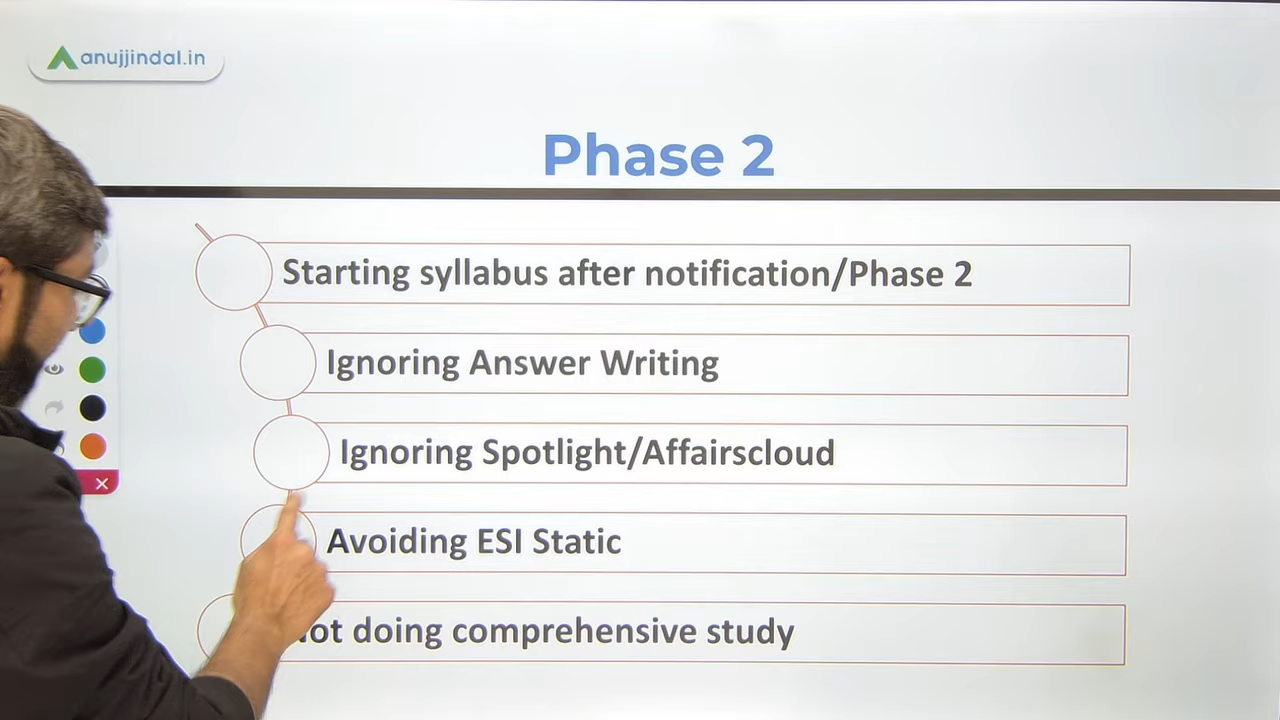 anujjindal.in
Phase 2
Starting syllabus after notification/Phase 2
Ignoring Answer Writing
Ignoring Spotlight/Affairscloud
Avoiding ESI Static
doing comprehensive study